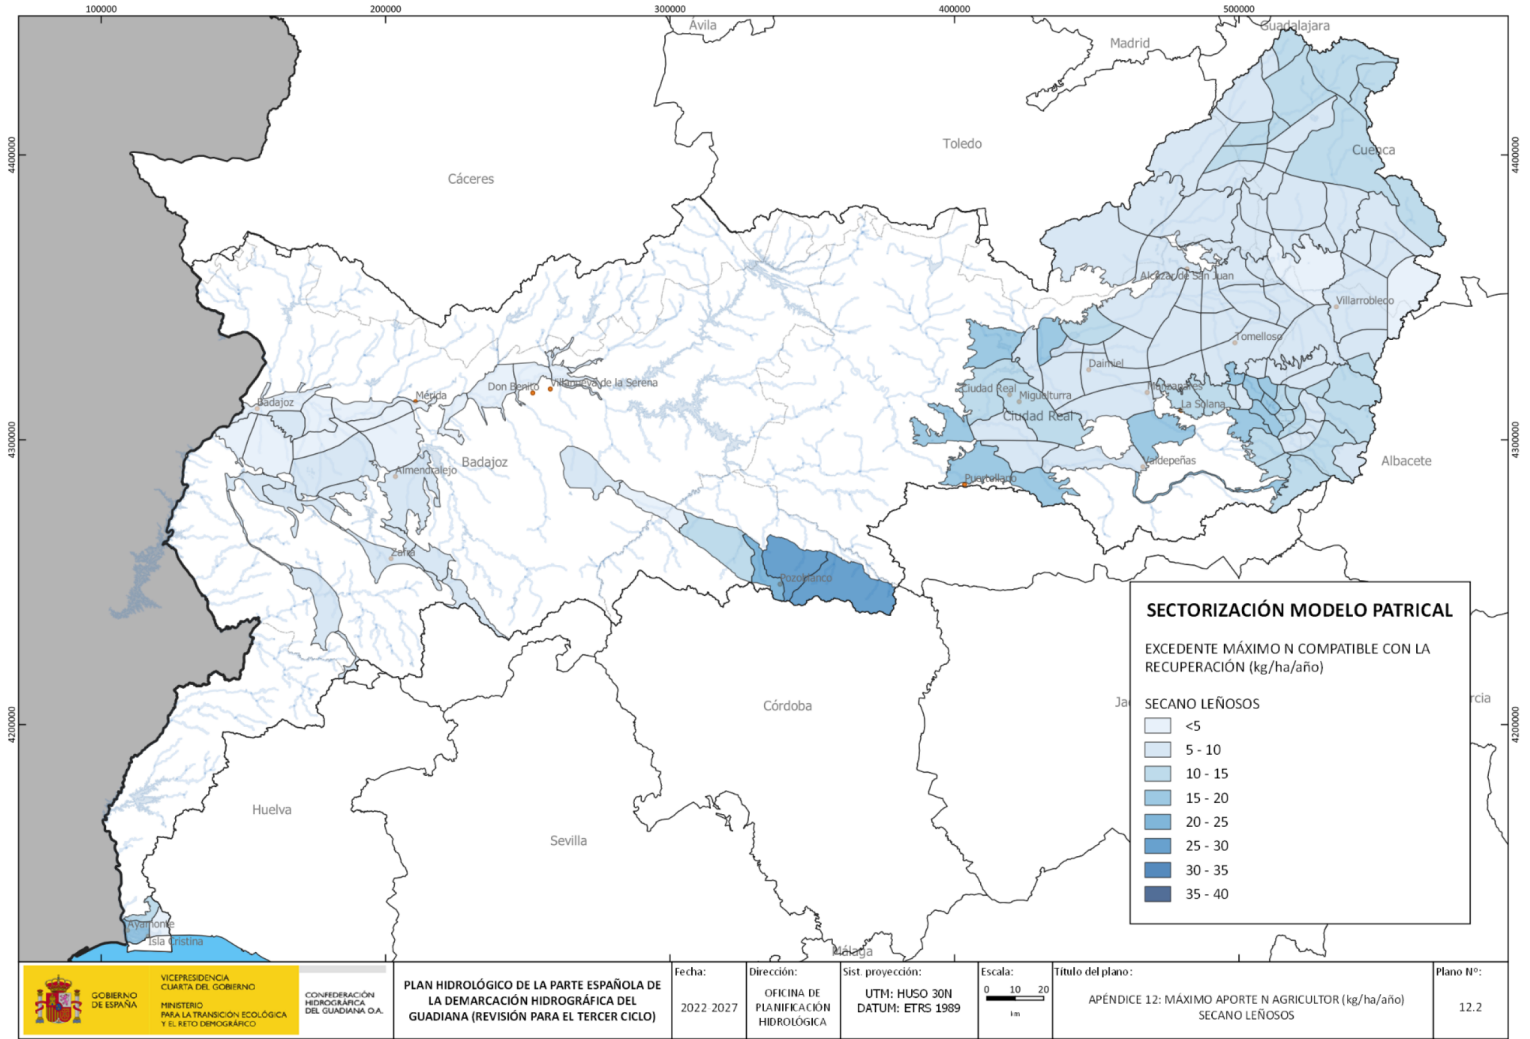 100000
200000
300000
400000
500000
Ávila
Guadalajara
Madrid
4400000
4400000
Toledo
Cuenca
Cáceres
Alcázar de San Juan
Villarrobledo
Tomelloso
Daimiel
Don Benito
Villanueva de la Serena
Manzanares
Ciudad Real
Miguelturra
Mérida
Badajoz
La Solana
Ciudad Real
4300000
4300000
Badajoz
Almendralejo
Valdepeñas
Albacete
Puertollano
Zafra
Pozoblanco
SECTORIZACIÓN MODELO PATRICAL
EXCEDENTE MÁXIMO N COMPATIBLE CON LA
RECUPERACIÓN (kg/ha/año)
SECANO LEÑOSOS
<5
5 - 10
10 - 15
15 - 20
20 - 25
25 - 30
30 - 35
35 - 40
Córdoba
Ja
rcia
4200000
4200000
Huelva
Sevilla
Ayamonte
Isla Cristina
Málaga
GOBIERNO
DE ESPAÑA
VICEPRESIDENCIA
CUARTA DEL GOBIERNO
MINISTERIO
PARA LA TRANSICIÓN ECOLÓGICA
Y EL RETO DEMOGRÁFICO
CONFEDERACIÓN
HIDROGRÁFICA
DEL GUADIANA O.A.
PLAN HIDROLÓGICO DE LA PARTE ESPAÑOLA DE
LA DEMARCACIÓN HIDROGRÁFICA DEL
GUADIANA (REVISIÓN PARA EL TERCER CICLO)
Fecha:
2022-2027
Dirección:
OFICINA DE
PLANIFICACIÓN
HIDROLÓGICA
Sist. proyección:
UTM: HUSO 30N
DATUM: ETRS 1989
Escala:
0 10 20
km
Título del plano:
APÉNDICE 12: MÁXIMO APORTE N AGRICULTOR (kg/ha/año)
SECANO LEÑOSOS
Plano Nº:
12.2